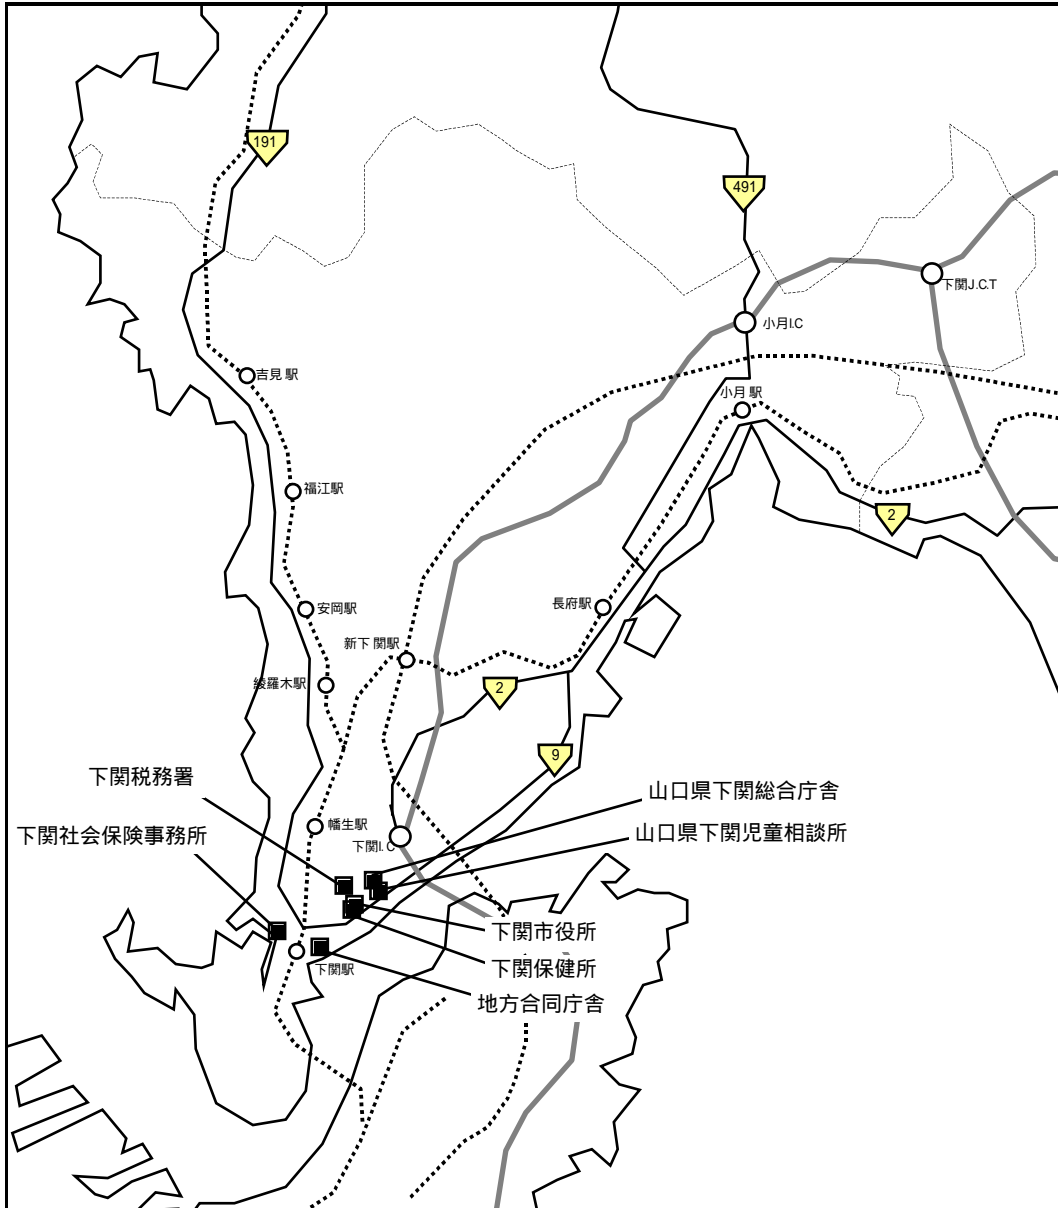 191
491
下関J.C.T
小月I.C
吉見駅
小月駅
福江駅
2
安岡駅
長府駅
新下関駅
綾羅木駅
2
9
下関税務署
山口県下関総合庁舎
下関社会保険事務所
幡生駅
山口県下関児童相談所
下関I.C
下関市役所
下関駅
下関保健所
地方合同庁舎